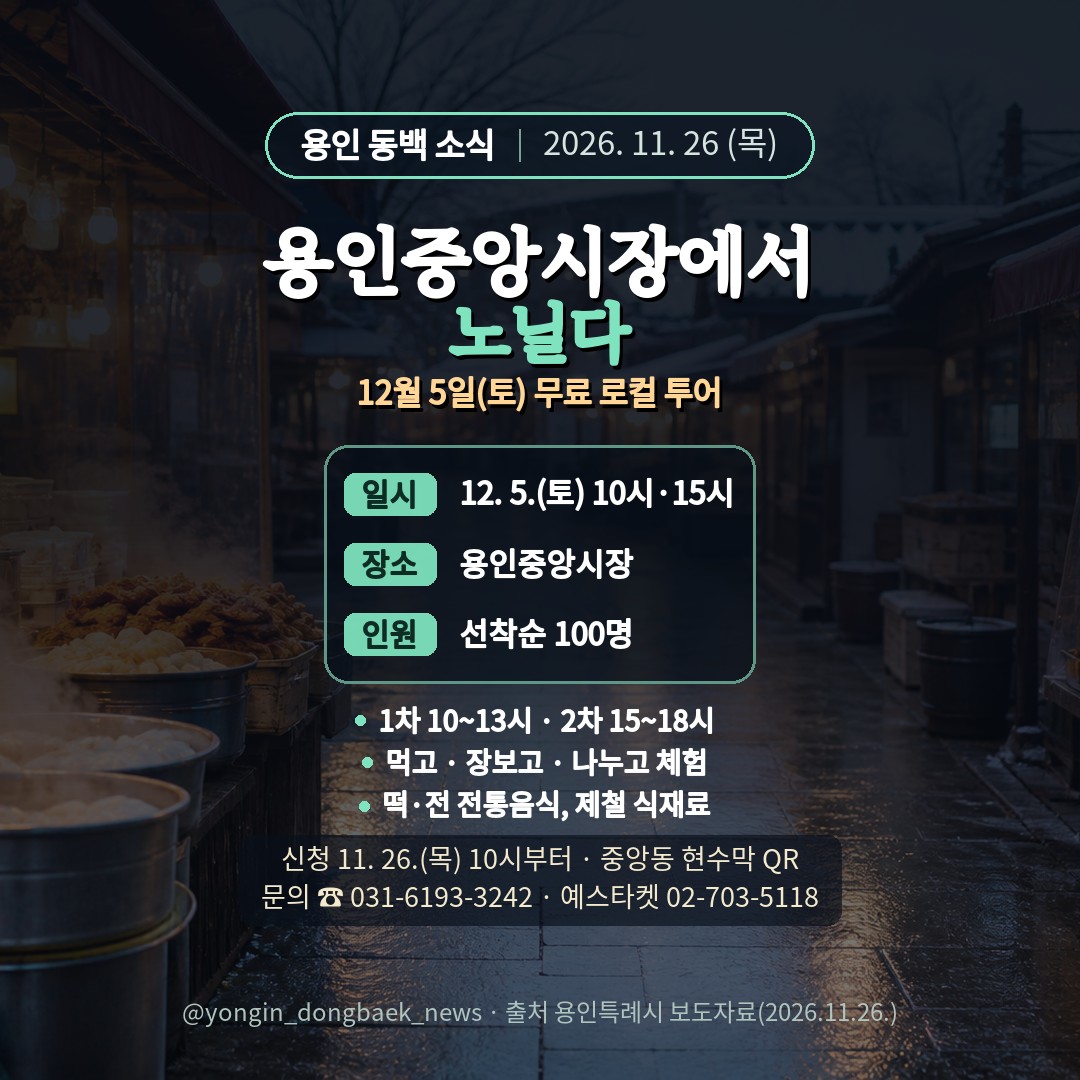 용인 동백 소식 | 2026. 11. 26 (목)
용인중앙시장에서
노닐다
12월 5일(토) 무료 로컬 투어
일시 12. 5.(토) 10시·15시
장소 용인중앙시장
인원 선착순 100명
• 1차 10~13시 · 2차 15~18시
• 먹고 · 장보고 · 나누고 체험
• 떡·전 전통음식, 제철 식재료
신청 11. 26.(목) 10시부터 · 중앙동 현수막 QR
문의 ☎ 031-6193-3242 · 예스타켓 02-703-5118
@yongin_dongbaek_news · 출처 용인특례시 보도자료(2026.11.26.)